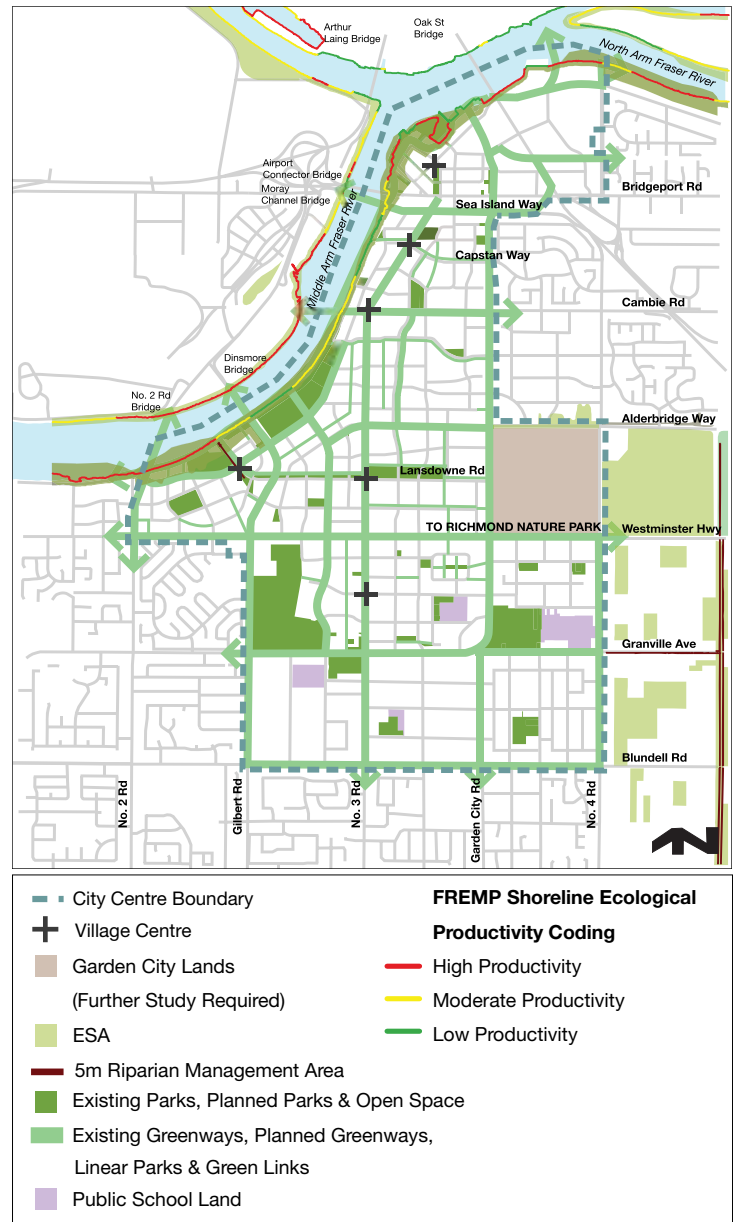 Arthur
Laing Bridge
Oak St
Bridge
North Arm Fraser River
Airport
Connector Bridge
Moray
Channel Bridge
Bridgeport Rd
Sea Island Way
Middle Arm Fraser River
Capstan Way
Cambie Rd
Dinsmore
Bridge
No. 2 Rd
Bridge
Alderbridge Way
Lansdowne Rd
TO RICHMOND NATURE PARK
Westminster Hwy
Granville Ave
Blundell Rd
No. 2 Rd
Gilbert Rd
No. 3 Rd
Garden City Rd
No. 4 Rd
N
City Centre Boundary
Village Centre
Garden City Lands
(Further Study Required)
ESA
5m Riparian Management Area
Existing Parks, Planned Parks & Open Space
Existing Greenways, Planned Greenways,
Linear Parks & Green Links
Public School Land
FREMP Shoreline Ecological
Productivity Coding
High Productivity
Moderate Productivity
Low Productivity